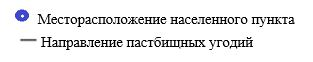 Месторасположение населенного пункта
Направление пастбищных угодий